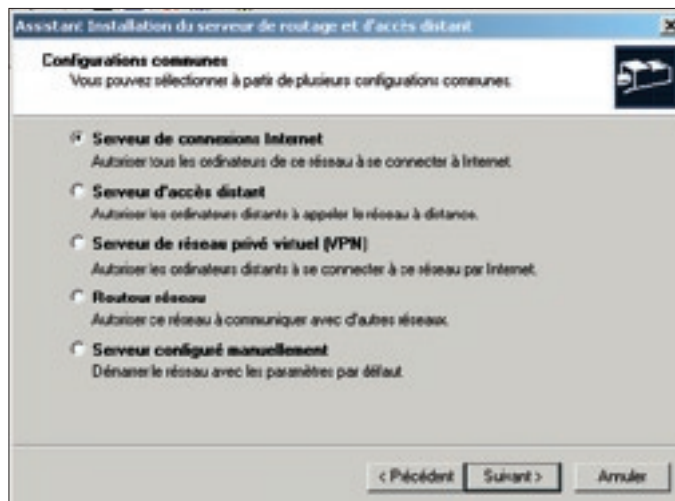 Assistant Installation du serveur de routage et d'accès distant
Configurations communes
Vous pouvez sélectionner à partir de plusieurs configurations communes.
Serveur de connexions Internet
Autoriser tous les ordinateurs de ce réseau à se connecter à Internet.
Serveur d'accès distant
Autoriser les ordinateurs distants à appeler le réseau à distance.
Serveur de réseau privé virtuel (VPN)
Autoriser les ordinateurs distants à se connecter à ce réseau par Internet.
Routeur réseau
Autoriser ce réseau à communiquer avec d'autres réseaux.
Serveur configuré manuellement
Démarrer le réseau avec les paramètres par défaut.
< Précédent
Suivant >
Annuler